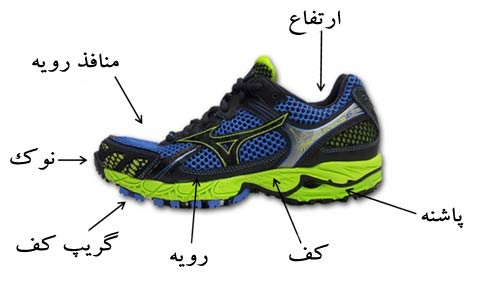 ارتفاع
منافذ رویه
نوک
گریپ کف
رویه
کف
پاشنه